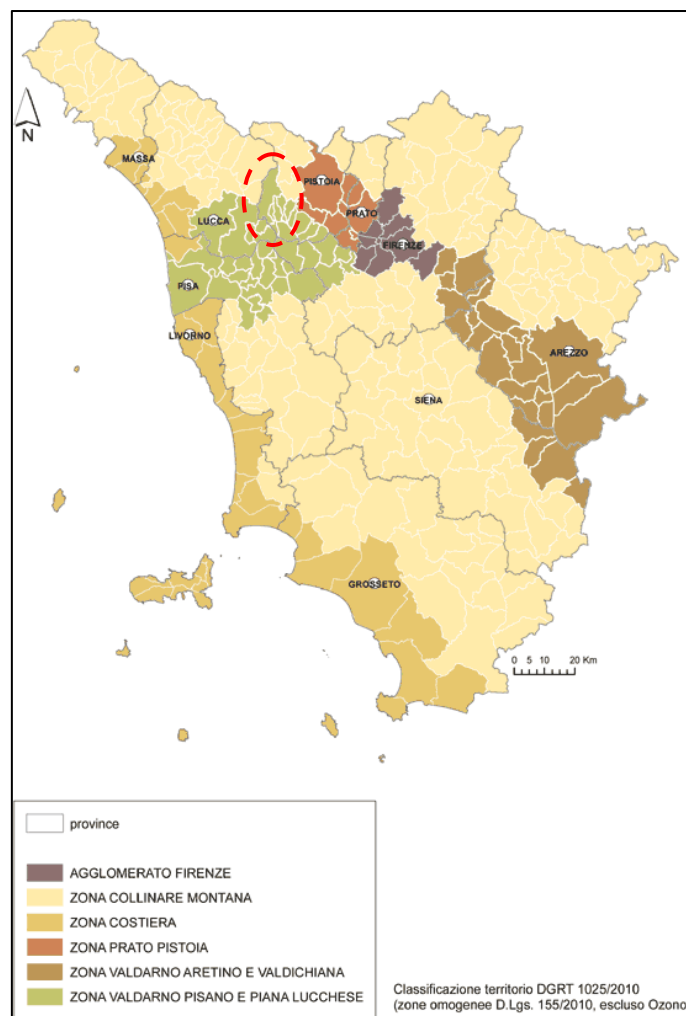 N
MASSA
PISTOIA
PRATO
LUCCA
FIRENZE
PISA
LIVORNO
AREZZO
SIENA
GROSSETO
0 5 10 20 Km
province
AGGLOMERATO FIRENZE
ZONA COLLINARE MONTANA
ZONA COSTIERA
ZONA PRATO PISTOIA
ZONA VALDARNO ARETINO E VALDICHIANA
ZONA VALDARNO PISANO E PIANA LUCCHESE
Classificazione territorio DGRT 1025/2010
(zone omogenee D.Lgs. 155/2010, escluso Ozono